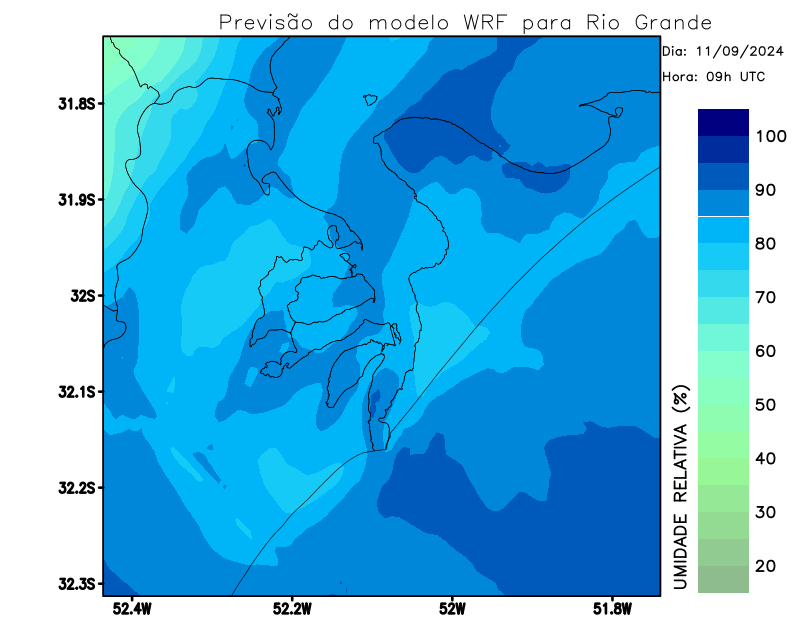 Previsão do modelo WRF para Rio Grande
Dia: 11/09/2024
Hora: 09h UTC
31.8S
31.9S
32S
32.1S
32.2S
32.3S
52.4W
52.2W
52W
51.8W
100
90
80
70
60
50
40
30
20
UMIDADE RELATIVA (%)